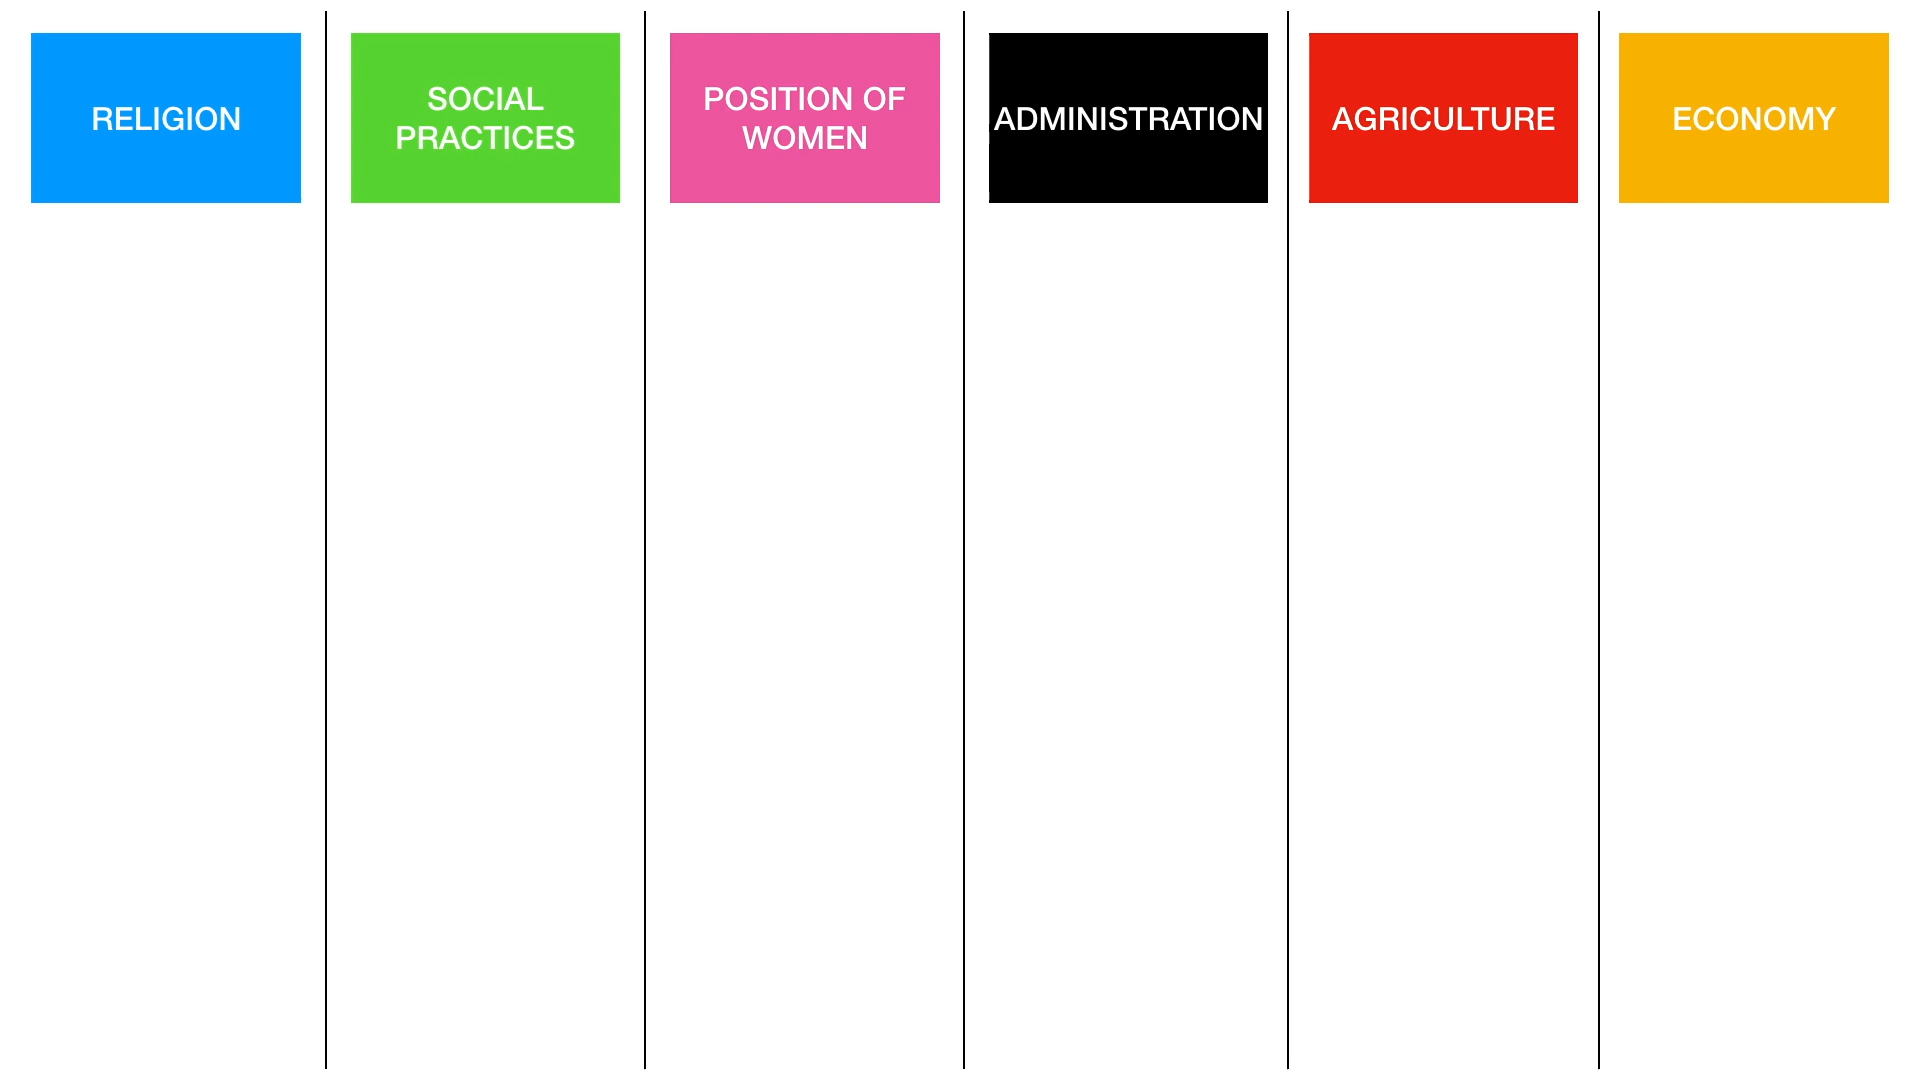 RELIGION
SOCIAL
PRACTICES
POSITION OF
WOMEN
ADMINISTRATION
AGRICULTURE
ECONOMY